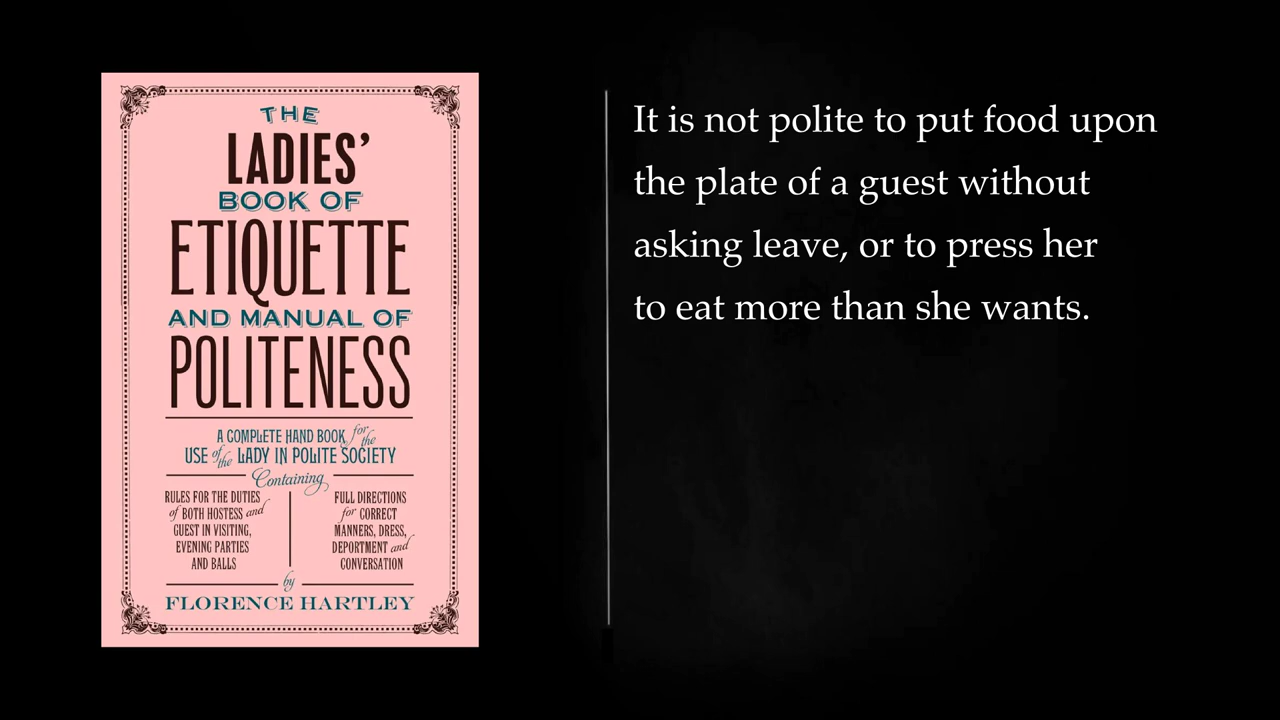 THE
LADIES'
BOOK OF
ETIQUETTE
AND MANUAL OF
POLITENESS
A COMPLETE HAND BOOK for the
USE of the LADY IN POLITE SOCIETY
Containing
RULES FOR THE DUTIES
of BOTH HOSTESS and
GUEST IN VISITING,
EVENING PARTIES
AND BALLS
FULL DIRECTIONS
for CORRECT
MANNERS, DRESS,
DEPORTMENT and
CONVERSATION
by
FLORENCE HARTLEY
It is not polite to put food upon
the plate of a guest without
asking leave, or to press her
to eat more than she wants.